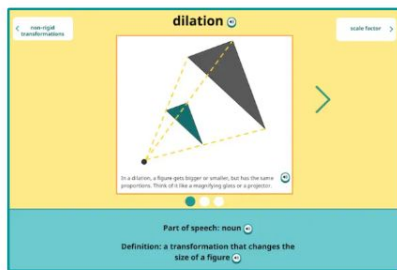 dilation
non-rigid
transformations
scale factor
In a dilation, a figure gets bigger or smaller, but has the same
proportions. Think of it like a magnifying glass or a projector.
Part of speech: noun
Definition: a transformation that changes the
size of a figure